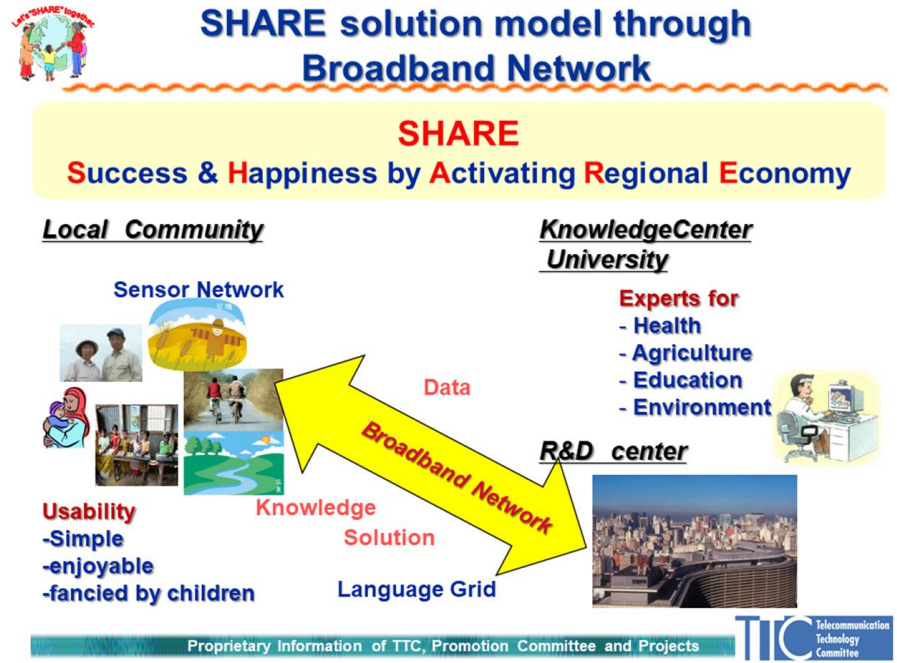 Let's "SHARE" together
SHARE solution model through
Broadband Network
SHARE
Success & Happiness by Activating Regional Economy
Local Community
Sensor Network
Usability
-Simple
-enjoyable
-fancied by children
Data
Broadband Network
Knowledge
Solution
Language Grid
KnowledgeCenter
University
Experts for
- Health
- Agriculture
- Education
- Environment
R&D center
Proprietary Information of TTC, Promotion Committee and Projects
TTC
Telecommunication
Technology
Committee